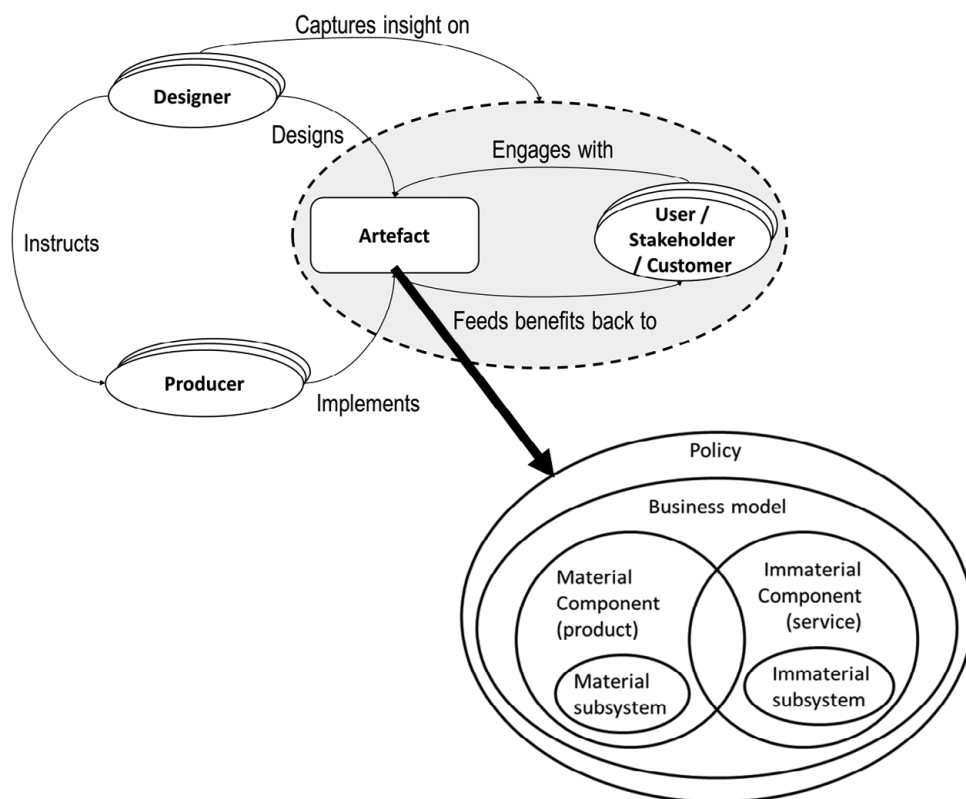 Captures insight on
Designer
Designs
Engages with
User /
Stakeholder
/ Customer
Artefact
Instructs
Feeds benefits back to
Producer
Implements
Policy
Business model
Material
Component
(product)
Immaterial
Component
(service)
Material
subsystem
Immaterial
subsystem